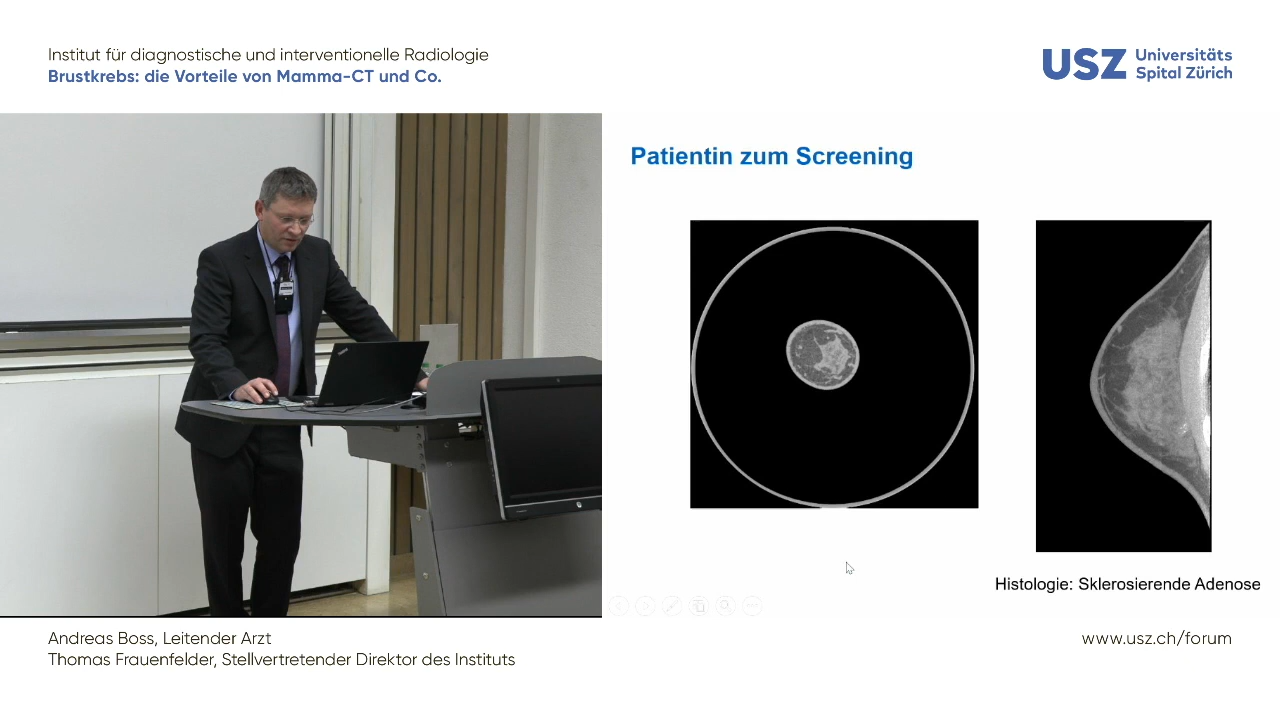 Institut für diagnostische und interventionelle Radiologie
Brustkrebs: die Vorteile von Mamma-CT und Co.
USZ Universitäts
Spital Zürich
Patientin zum Screening
Histologie: Sklerosierende Adenose
Andreas Boss, Leitender Arzt
Thomas Frauenfelder, Stellvertretender Direktor des Instituts
www.usz.ch/forum